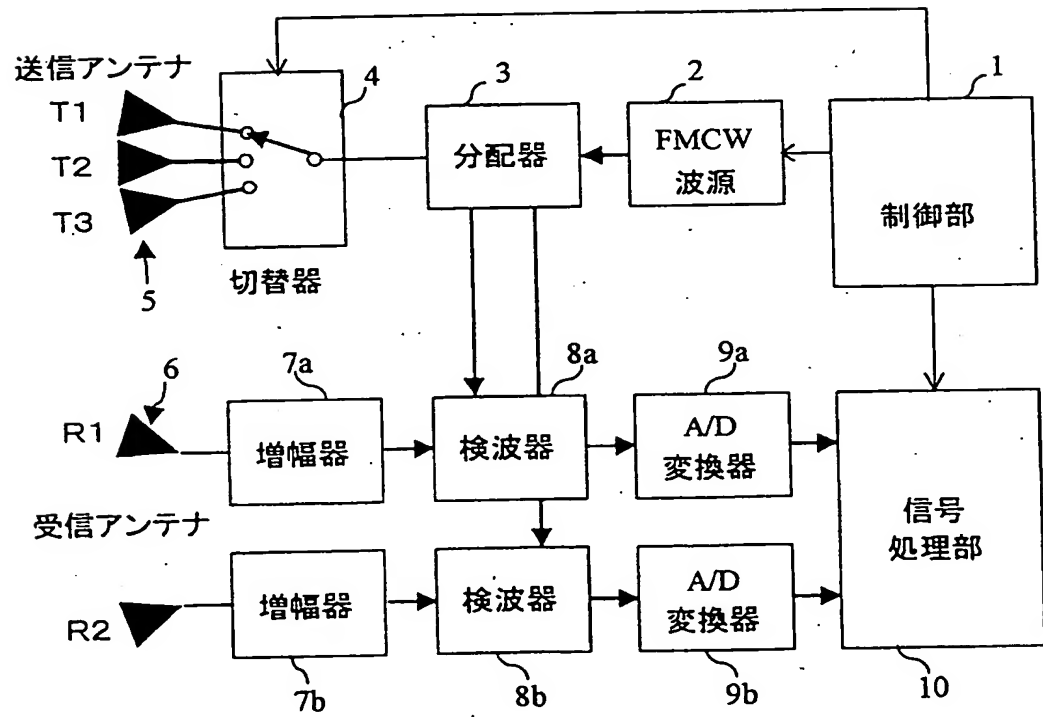 送信アンテナ
T1
T2
T3
5
4
切替器
3
分配器
2
FMCW
波源
1
制御部
6
R1
7a
増幅器
8a
検波器
9a
A/D
変換器
受信アンテナ
信号
処理部
R2
増幅器
7b
検波器
8b
A/D
変換器
9b
10